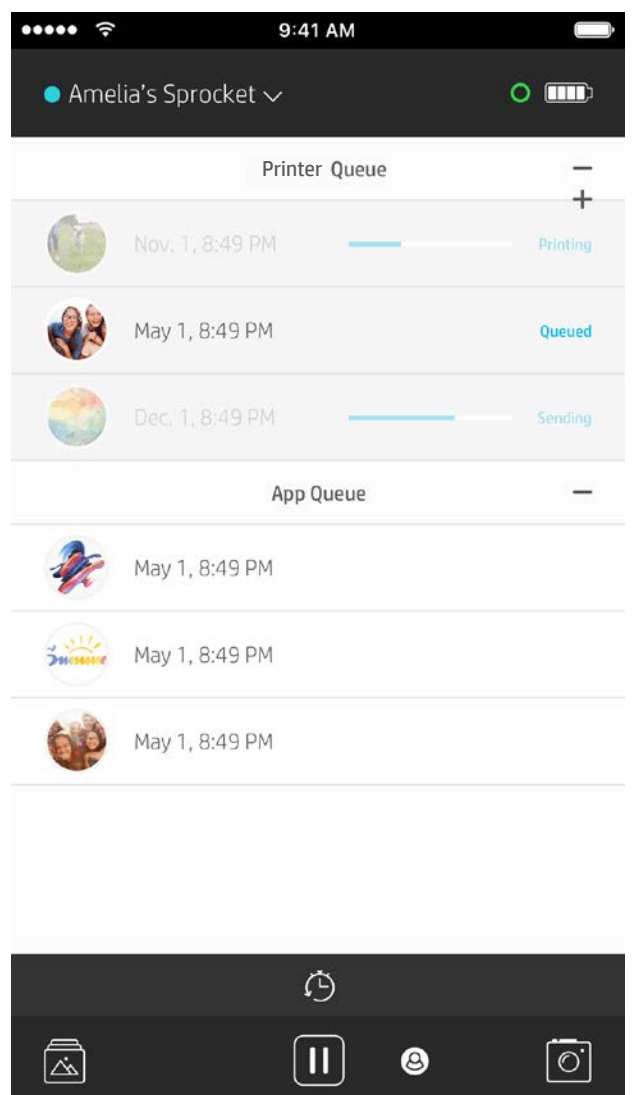 9:41 AM
Amelia's Sprocket
Printer Queue
Nov. 1, 8:49 PM Printing
May 1, 8:49 PM Queued
Dec. 1, 8:49 PM Sending
App Queue
May 1, 8:49 PM
May 1, 8:49 PM
May 1, 8:49 PM